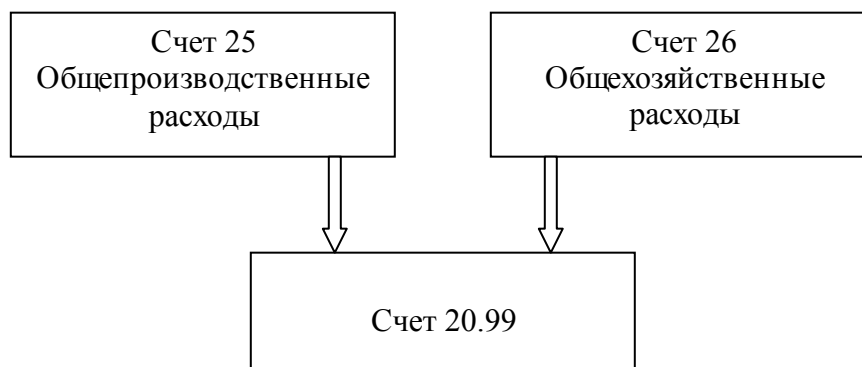 Счет 25
Общепроизводственные
расходы
Счет 26
Общехозяйственные
расходы
Счет 20.99